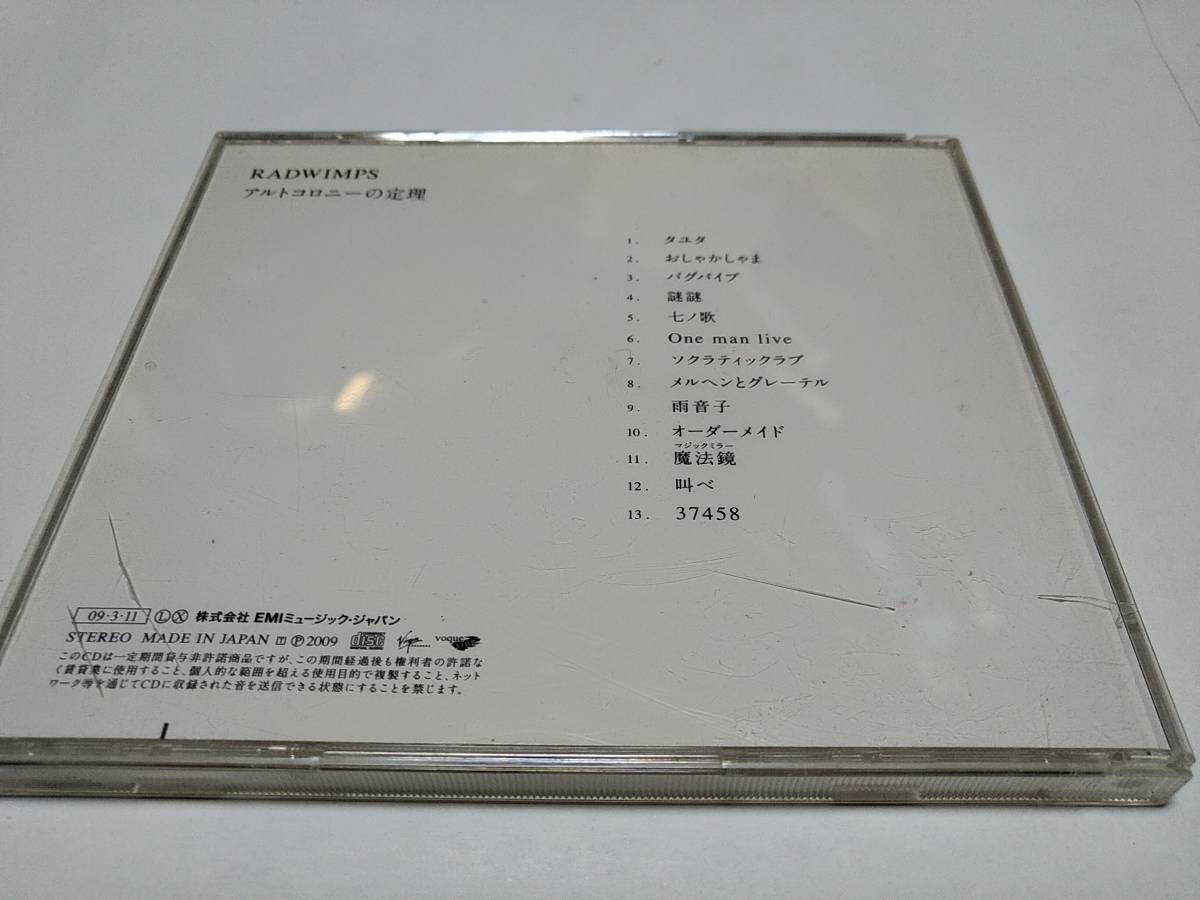 RADWIMPS
アルトコロニーの定理
1. タユタ
2. おしゃかしゃま
3. バグパイプ
4. 謎謎
5. 七ノ歌
6. One man live
7. ソクラティックラブ
8. メルヘンとグレーテル
9. 雨音子
10. オーダーメイド
マジックミラー
11. 魔法鏡
12. 叫べ
13. 37458
09・3・11 Ⓛ Ⓧ 株式会社 EMIミュージック・ジャパン
STEREO MADE IN JAPAN T ℗2009 disc DIGITAL AUDIO Virgin voque
このCDは一定期間貸与非許諾商品ですが、この期間経過後も権利者の許諾な
く賃貸業に使用すること、個人的な範囲を超える使用目的で複製すること、ネット
ワーク等を通じてCDに収録された音を送信できる状態にすることを禁じます。